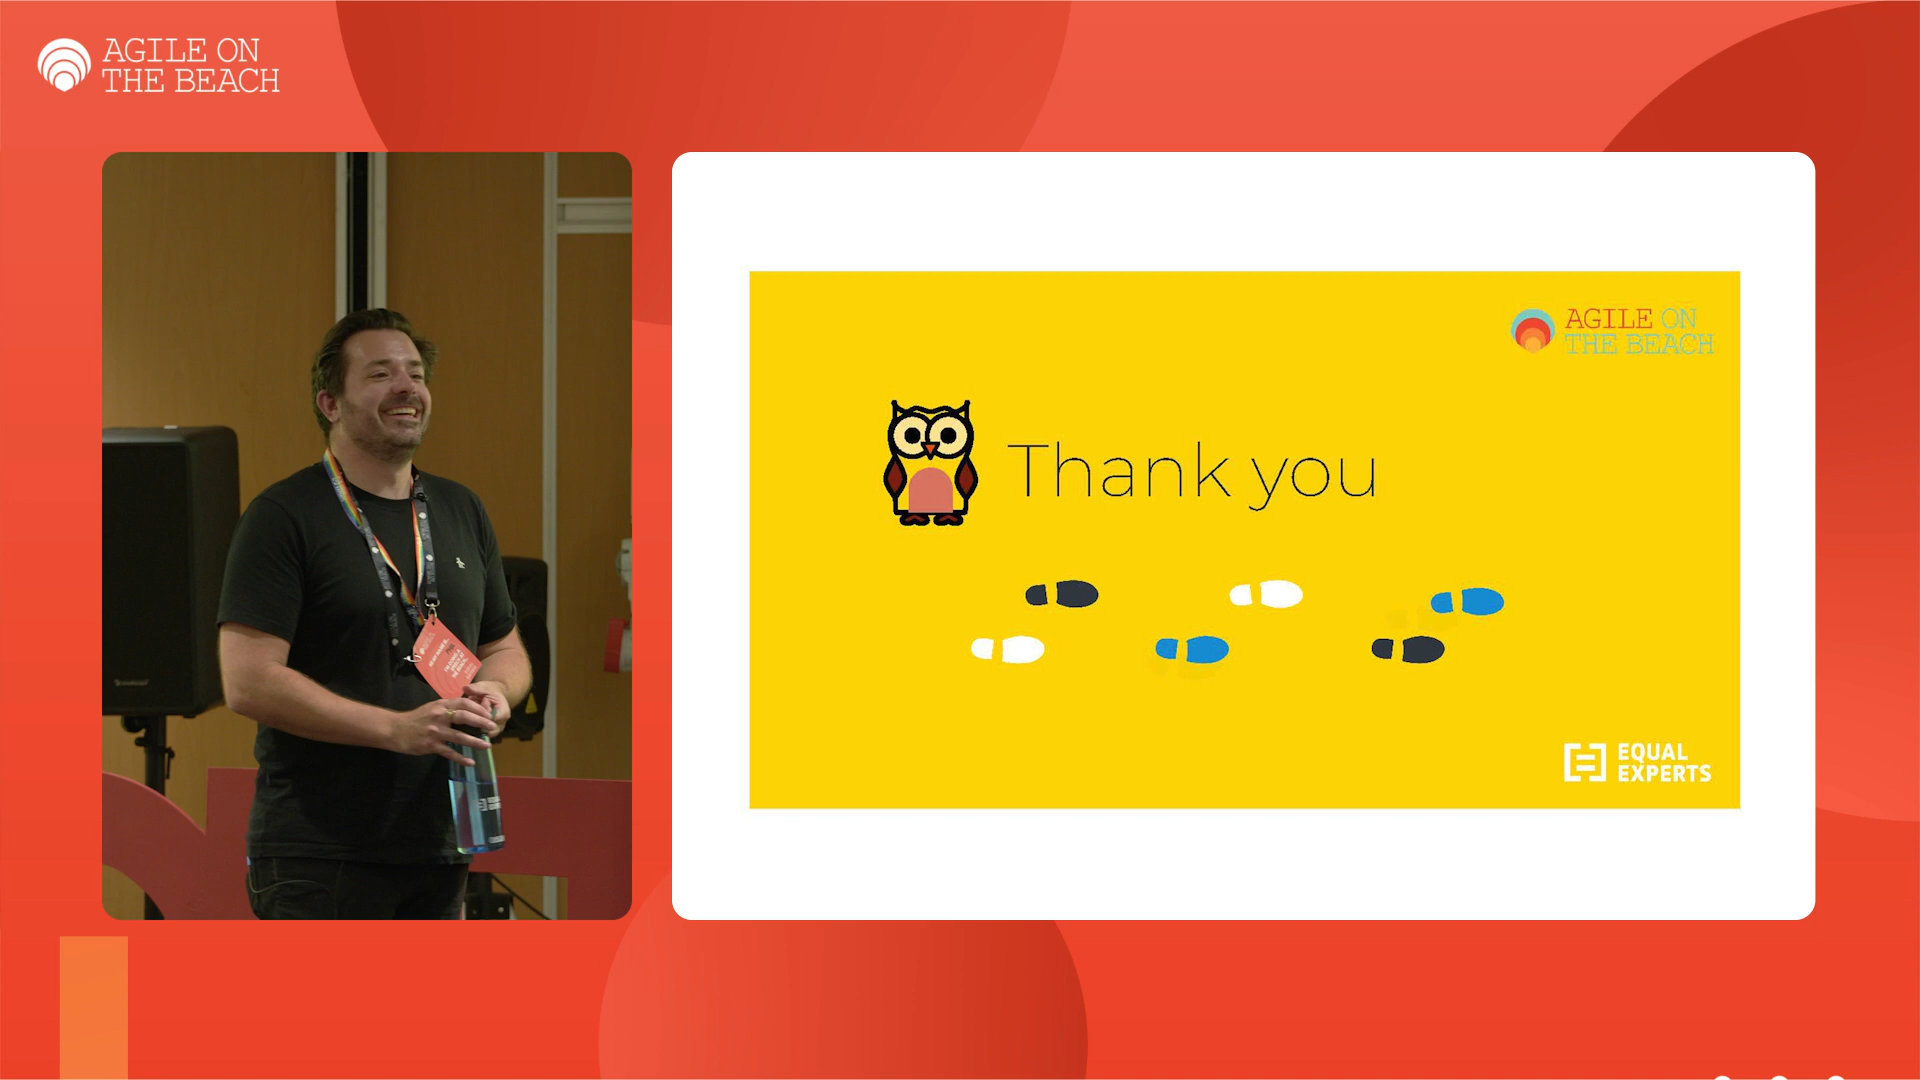 AGILE ON
THE BEACH
AGILE ON
THE BEACH
Thank you
EQUAL
EXPERTS